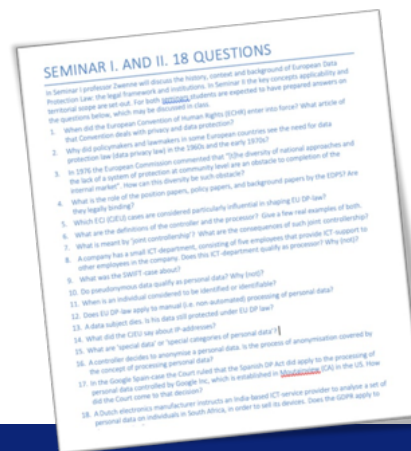 SEMINAR I. AND II. 18 QUESTIONS
In Seminar I professor Zwenne will discuss the history, context and background of European Data
Protection Law: the legal framework and institutions. In Seminar II the key concepts applicability and
territorial scope are set-out. For both seminars students are expected to have prepared answers on
the questions below, which may be discussed in class.
1. When did the European Convention of Human Rights (ECHR) enter into force? What article of
that Convention deals with privacy and data protection?
2. Why did policymakers and lawmakers in some European countries see the need for data
protection law (data privacy law) in the 1960s and the early 1970s?
3. In 1976 the European Commission commented that "(t)he diversity of national approaches and
the lack of a system of protection at community level are an obstacle to completion of the
internal market". How can this diversity be such obstacle?
4. What is the role of the position papers, policy papers, and background papers by the EDPS? Are
they legally binding?
5. Which ECJ (CJEU) cases are considered particularly influential in shaping EU DP-law?
6. What are the definitions of the controller and the processor? Give a few real examples of both.
7. What is meant by 'joint controllership'? What are the consequences of such joint controllership?
8. A company has a small ICT-department, consisting of five employees that provide ICT-support to
other employees in the company. Does this ICT-department qualify as processor? Why (not)?
9. What was the SWIFT-case about?
10. Do pseudonymous data qualify as personal data? Why (not)?
11. When is an individual considered to be identified or identifiable?
12. Does EU DP-law apply to manual (i.e. non-automated) processing of personal data?
13. A data subject dies. Is his data still protected under EU DP law?
14. What did the CJEU say about IP addresses?
15. What are 'special data' or 'special categories of personal data'?
16. A controller decides to anonymise a personal data. Is the process of anonymisation covered by
the concept of processing personal data?
17. In the Google Spain-case the Court ruled that the Spanish DP Act did apply to the processing of
personal data controlled by Google Inc, which is established in Moutainview (CA) in the US. How
did the Court come to that decision?
18. A Dutch electronics manufacturer instructs an India-based ICT-service provider to analyse a set of
personal data on individuals in South Africa, in order to sell its devices. Does the GDPR apply to